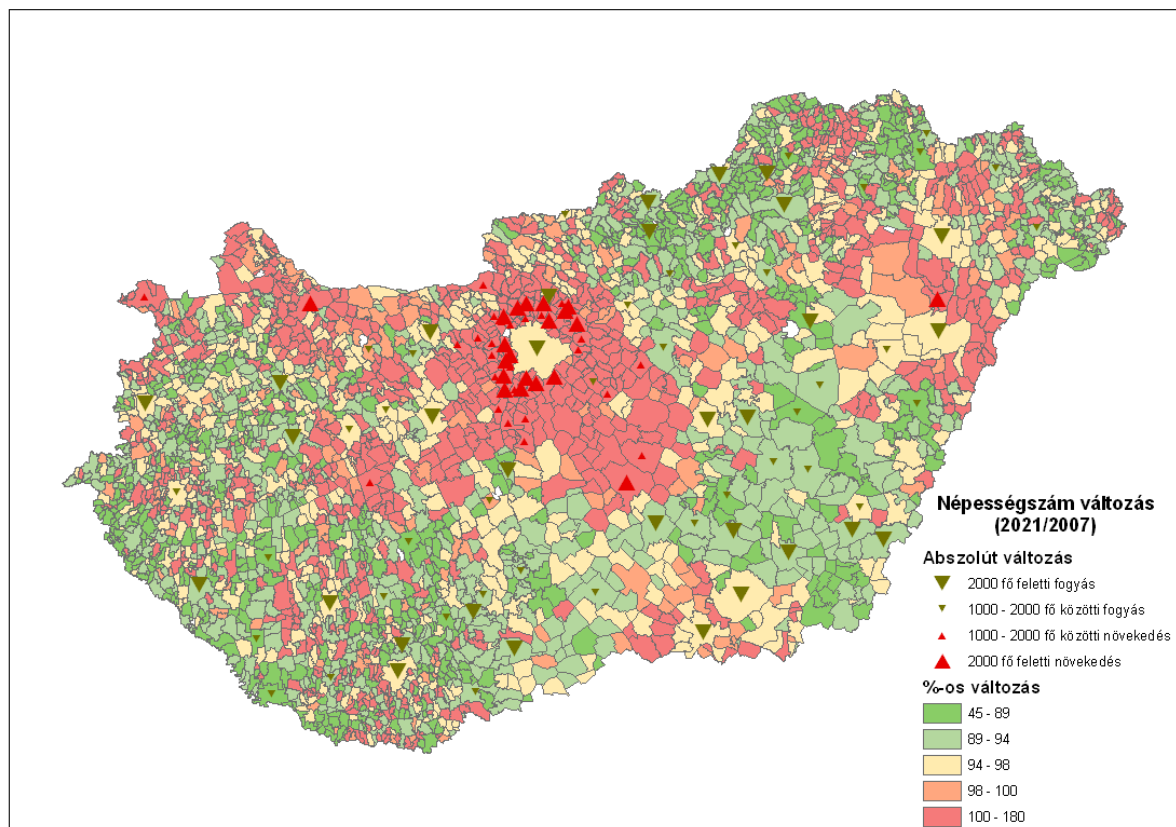 Népességszám változás
(2021/2007)
Abszolút változás
2000 fő feletti fogyás
1000 - 2000 fő közötti fogyás
1000 - 2000 fő közötti növekedés
2000 fő feletti növekedés
%-os változás
45 - 89
89 - 94
94 - 98
98 - 100
100 - 180